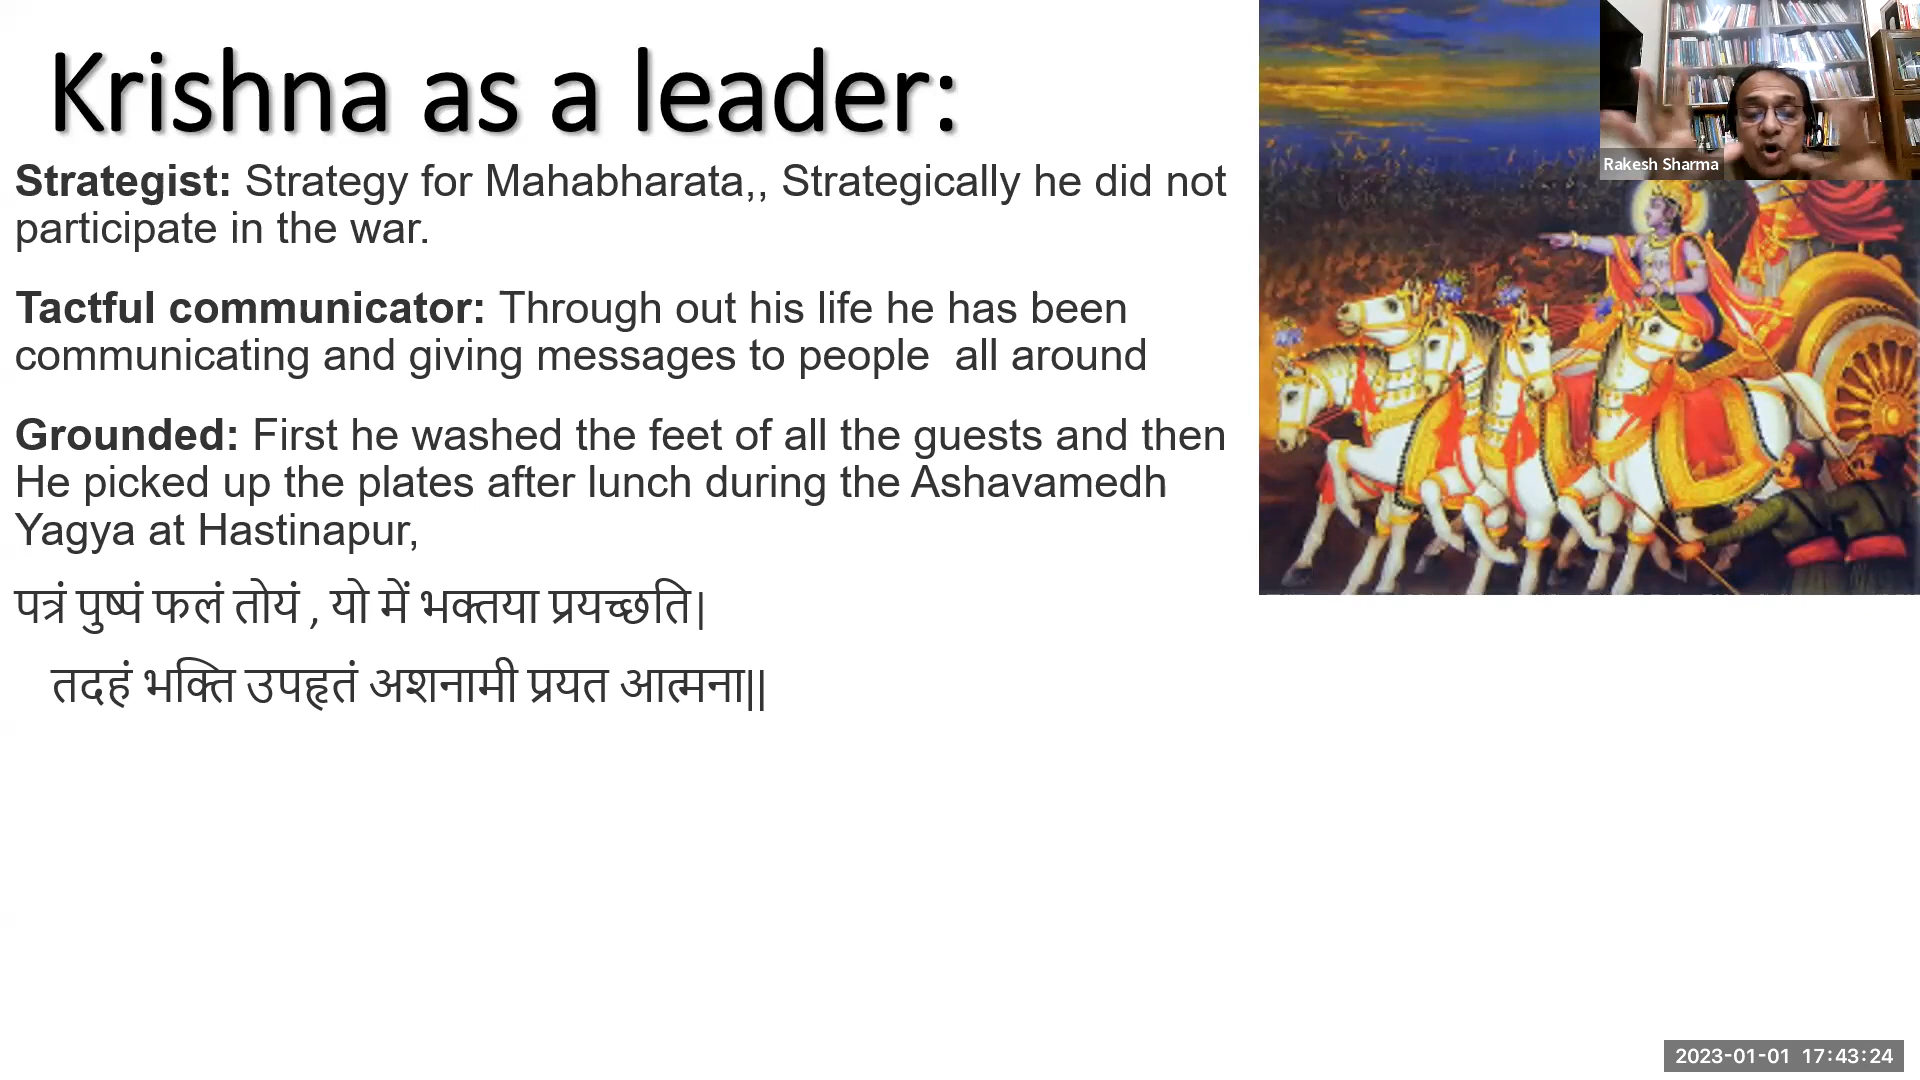 Krishna as a leader:
Strategist: Strategy for Mahabharata,, Strategically he did not
participate in the war.
Tactful communicator: Through out his life he has been
communicating and giving messages to people  all around
Grounded: First he washed the feet of all the guests and then
He picked up the plates after lunch during the Ashavamedh
Yagya at Hastinapur,
पत्रं पुष्पं फलं तोयं , यो में भक्तया प्रयच्छति|
तदहं भक्ति उपहृतं अशनामी प्रयत आत्मना||
Rakesh Sharma
2023-01-01 17:43:24